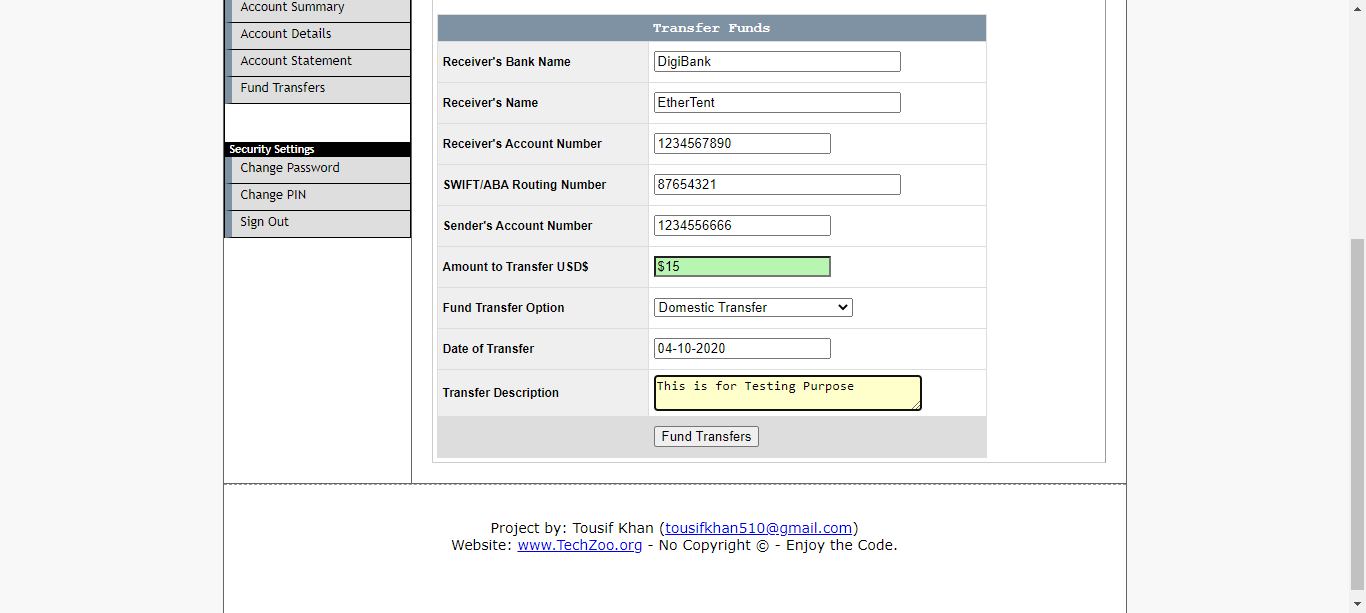 Account Summary
Account Details
Account Statement
Fund Transfers
Security Settings
Change Password
Change PIN
Sign Out
Transfer Funds
Receiver's Bank Name DigiBank
Receiver's Name EtherTent
Receiver's Account Number 1234567890
SWIFT/ABA Routing Number 87654321
Sender's Account Number 1234556666
Amount to Transfer USD$ $15
Fund Transfer Option Domestic Transfer
Date of Transfer 04-10-2020
Transfer Description This is for Testing Purpose
Fund Transfers
Project by: Tousif Khan (tousifkhan510@gmail.com)
Website: www.TechZoo.org - No Copyright © - Enjoy the Code.